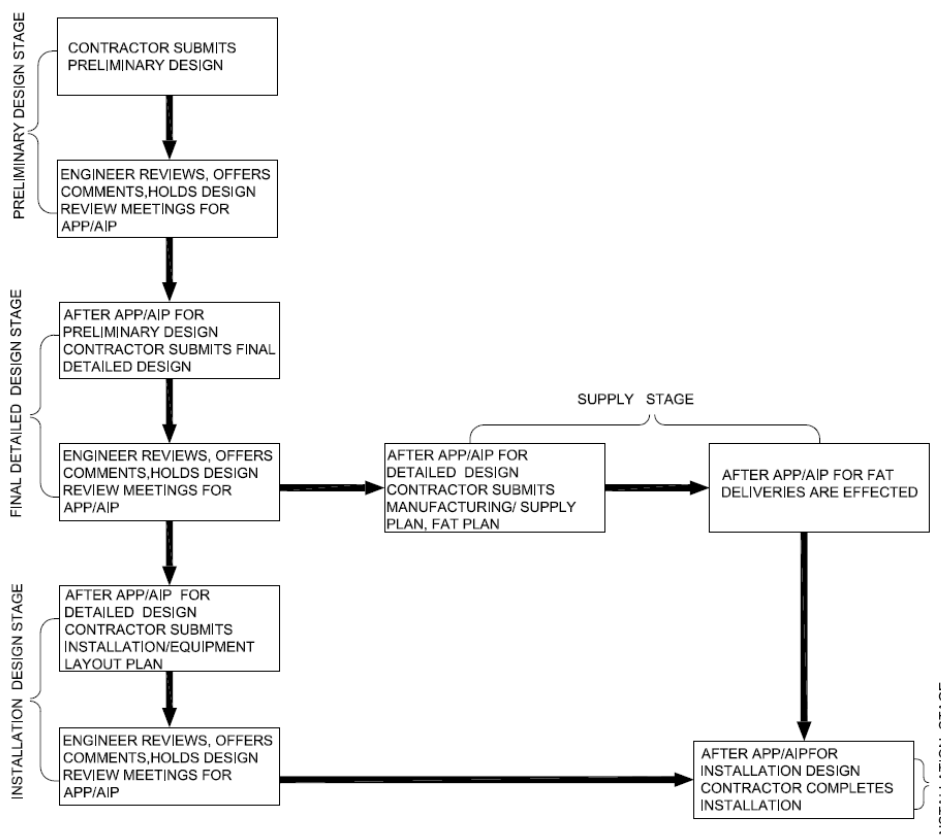 PRELIMINARY DESIGN STAGE
CONTRACTOR SUBMITS
PRELIMINARY DESIGN
ENGINEER REVIEWS, OFFERS
COMMENTS,HOLDS DESIGN
REVIEW MEETINGS FOR
APP/AIP
FINAL DETAILED DESIGN STAGE
AFTER APP/AIP FOR
PRELIMINARY DESIGN
CONTRACTOR SUBMITS FINAL
DETAILED DESIGN
ENGINEER REVIEWS, OFFERS
COMMENTS,HOLDS DESIGN
REVIEW MEETINGS FOR
APP/AIP
SUPPLY STAGE
AFTER APP/AIP FOR
DETAILED DESIGN
CONTRACTOR SUBMITS
MANUFACTURING/ SUPPLY
PLAN, FAT PLAN
AFTER APP/AIP FOR FAT
DELIVERIES ARE EFFECTED
INSTALLATION DESIGN STAGE
AFTER APP/AIP FOR
DETAILED DESIGN
CONTRACTOR SUBMITS
INSTALLATION/EQUIPMENT
LAYOUT PLAN
ENGINEER REVIEWS, OFFERS
COMMENTS,HOLDS DESIGN
REVIEW MEETINGS FOR
APP/AIP
AFTER APP/AIPFOR
INSTALLATION DESIGN
CONTRACTOR COMPLETES
INSTALLATION
INSTALLATION STAGE